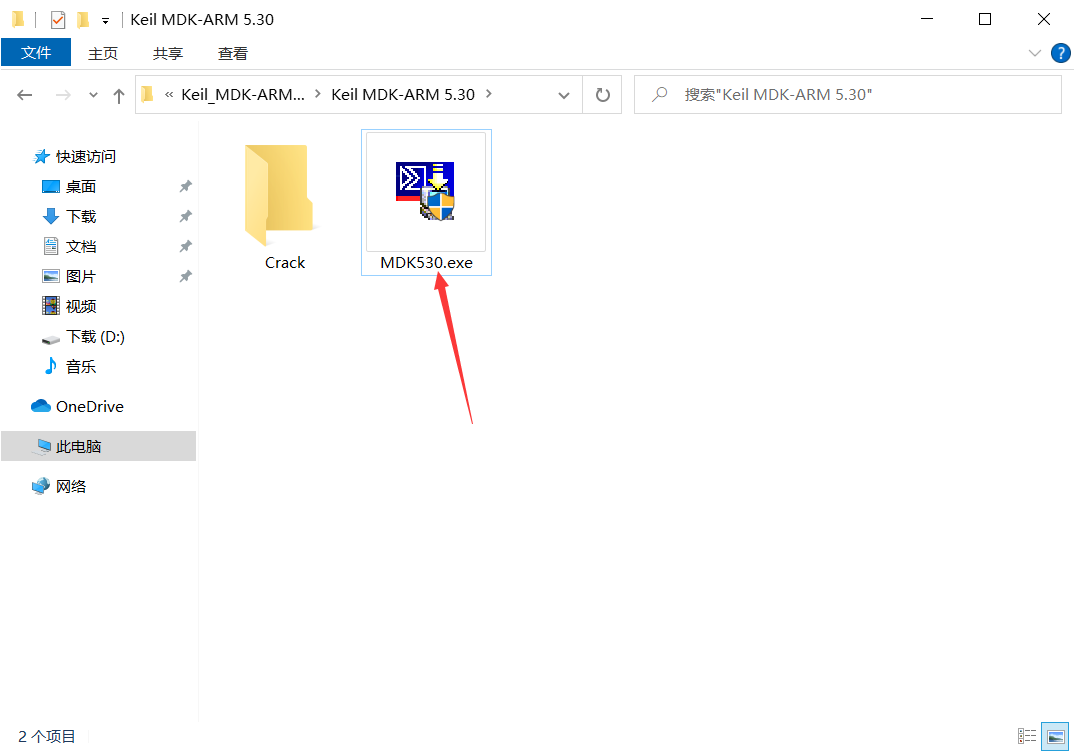 Keil MDK-ARM 5.30
文件 主页 共享 查看
« Keil_MDK-ARM... > Keil MDK-ARM 5.30 > 搜索"Keil MDK-ARM 5.30"
快速访问
桌面
下载
文档
图片
视频
下载 (D:)
音乐
OneDrive
此电脑
网络
Crack
MDK530.exe
2 个项目